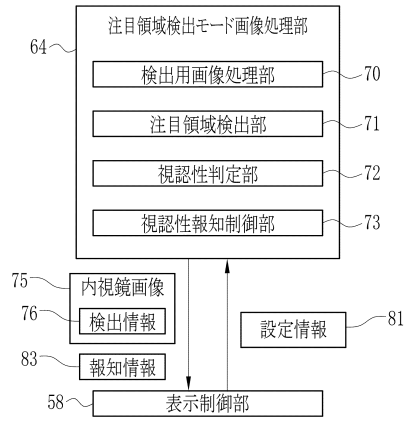 注目領域検出モード画像処理部
64
検出用画像処理部
70
注目領域検出部
71
視認性判定部
72
視認性報知制御部
73
75
内視鏡画像
76
検出情報
設定情報
81
83
報知情報
58
表示制御部